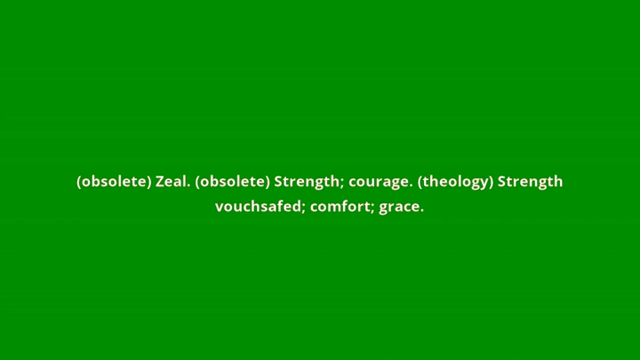 (obsolete) Zeal. (obsolete) Strength; courage. (theology) Strength
vouchsafed; comfort; grace.